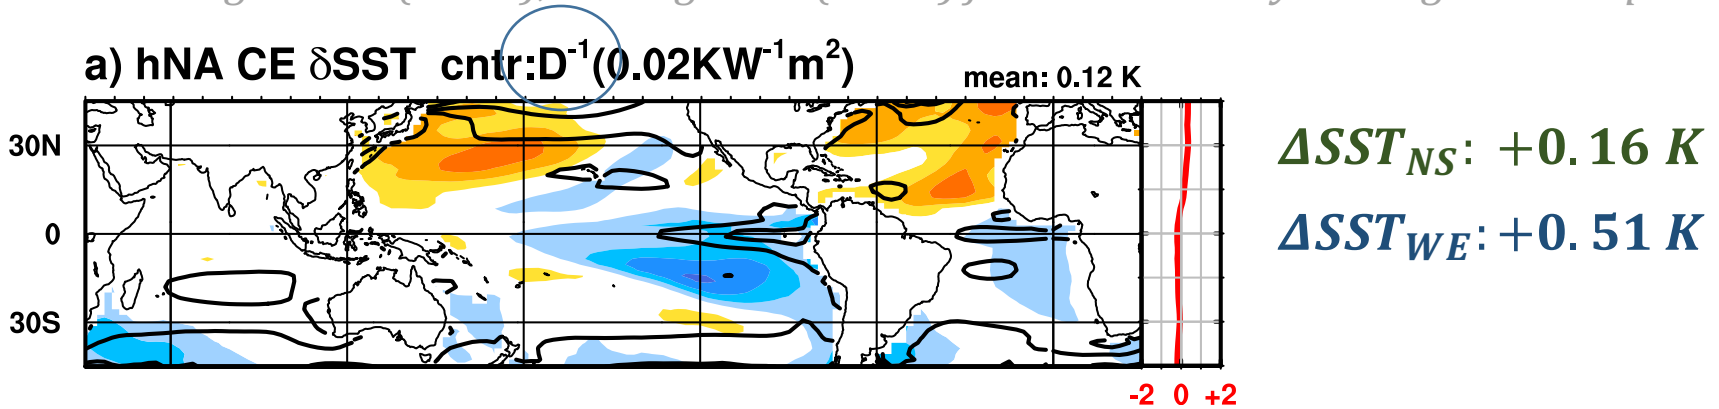 a) hNA CE δSST cntr:D⁻¹(0.02KW⁻¹m²)
mean: 0.12 K
30N
0
30S
-2 0 +2
ΔSST_NS: +0.16 K
ΔSST_WE: +0.51 K